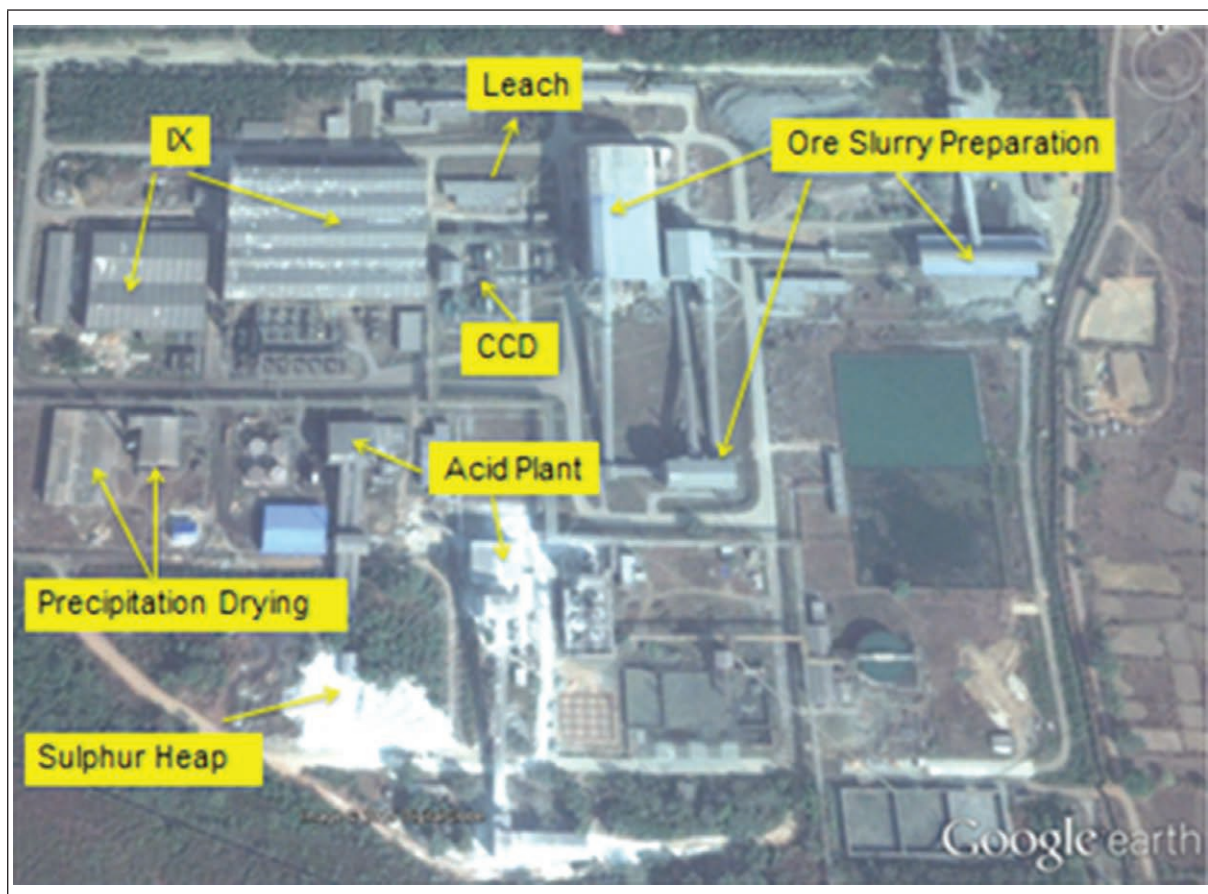 Leach
IX
Ore Slurry Preparation
CCD
Acid Plant
Precipitation Drying
Sulphur Heap
Google earth